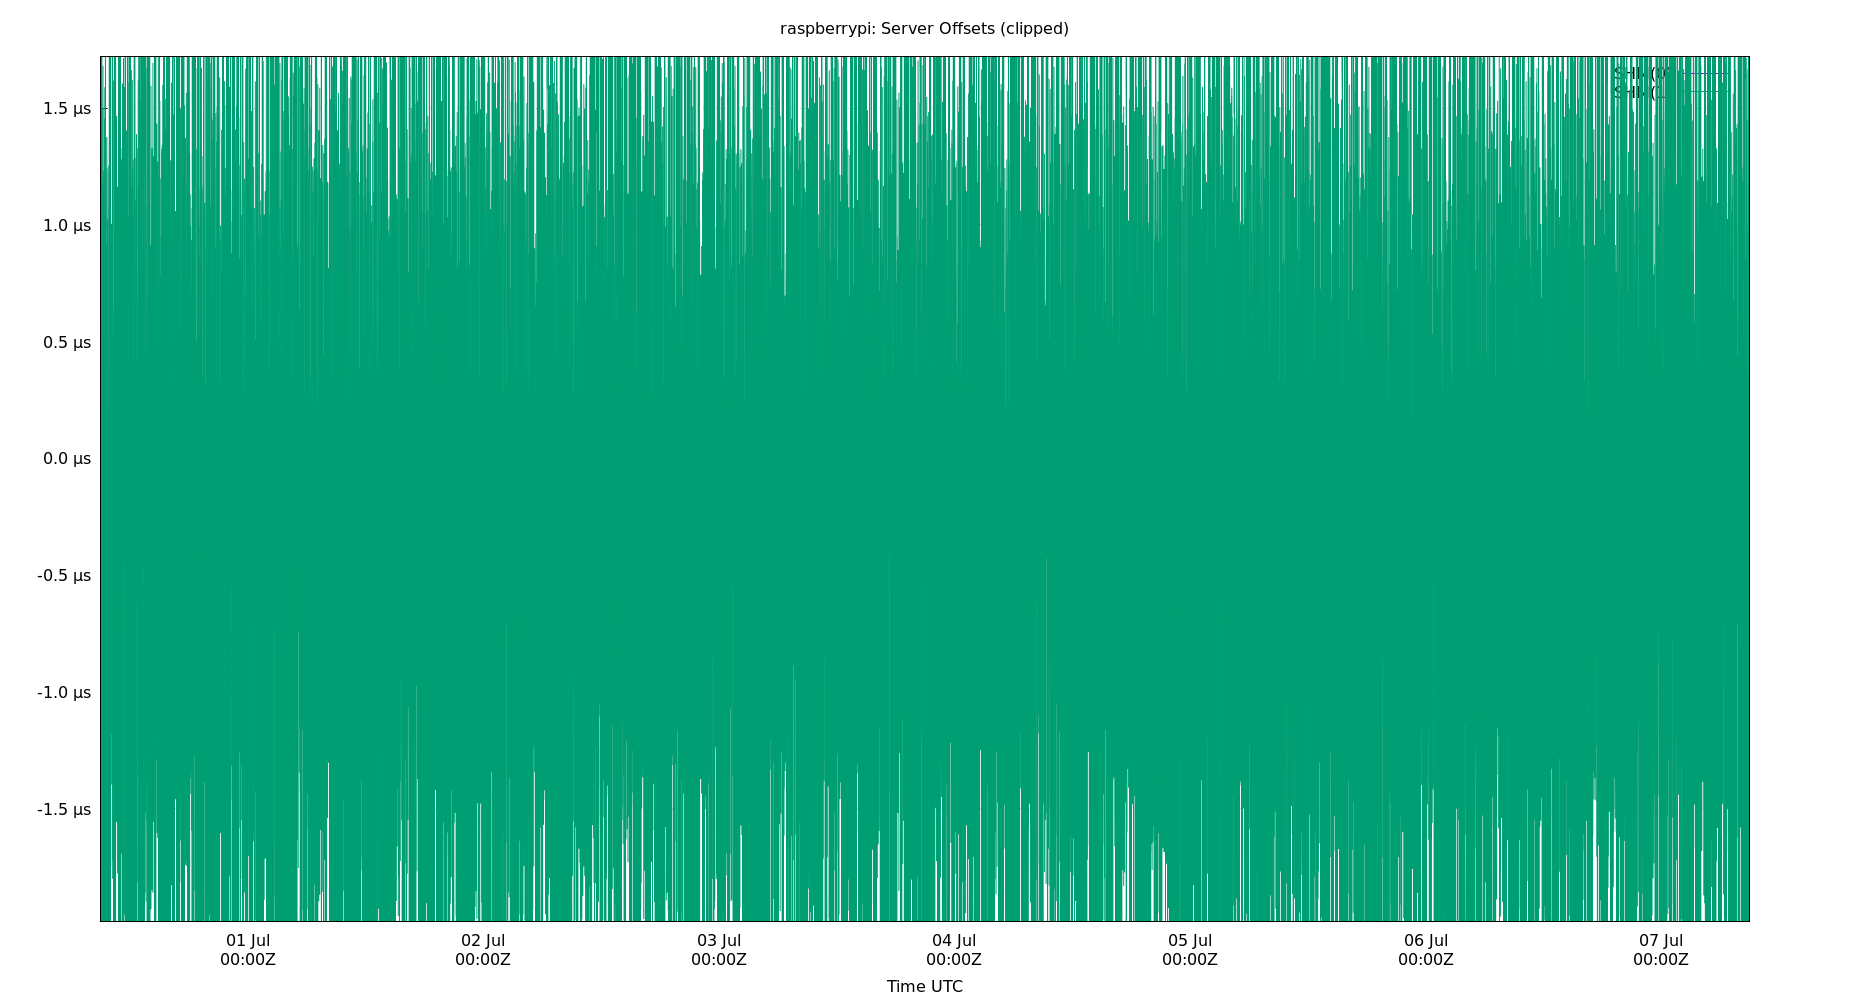 raspberrypi: Server Offsets (clipped)
1.5 µs
1.0 µs
0.5 µs
0.0 µs
-0.5 µs
-1.0 µs
-1.5 µs
01 Jul
00:00Z
02 Jul
00:00Z
03 Jul
00:00Z
04 Jul
00:00Z
05 Jul
00:00Z
06 Jul
00:00Z
07 Jul
00:00Z
Time UTC